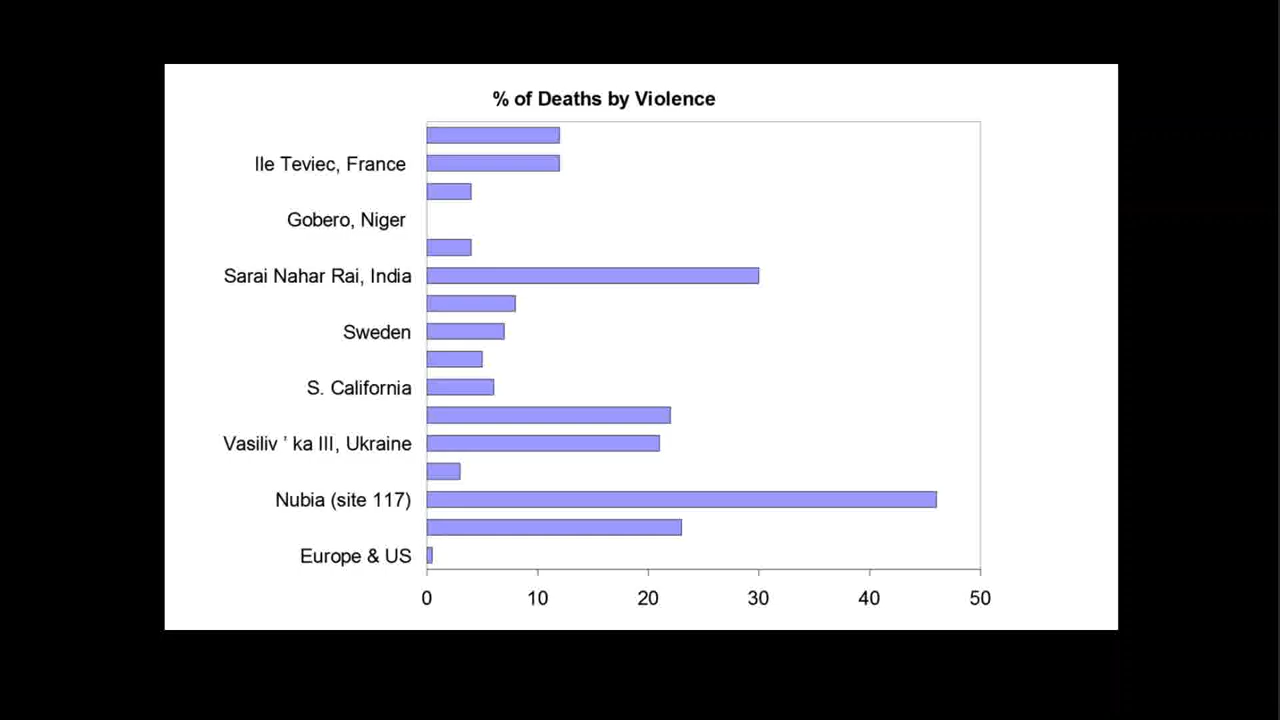 % of Deaths by Violence
Ile Teviec, France
Gobero, Niger
Sarai Nahar Rai, India
Sweden
S. California
Vasiliv ’ ka III, Ukraine
Nubia (site 117)
Europe & US
0 10 20 30 40 50